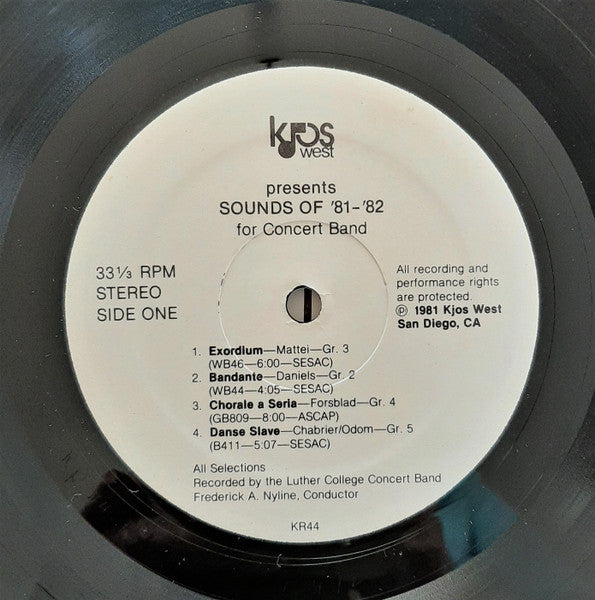 kjos
west
presents
SOUNDS OF '81-'82
for Concert Band
33⅓ RPM
STEREO
SIDE ONE
All recording and
performance rights
are protected.
℗ 1981 Kjos West
San Diego, CA
1. Exordium—Mattei—Gr. 3
(WB46—6:00—SESAC)
2. Bandante—Daniels—Gr. 2
(WB44—4:05—SESAC)
3. Chorale a Seria—Forsblad—Gr. 4
(GB809—8:00—ASCAP)
4. Danse Slave—Chabrier/Odom—Gr. 5
(B411—5:07—SESAC)
All Selections
Recorded by the Luther College Concert Band
Frederick A. Nyline, Conductor
KR44